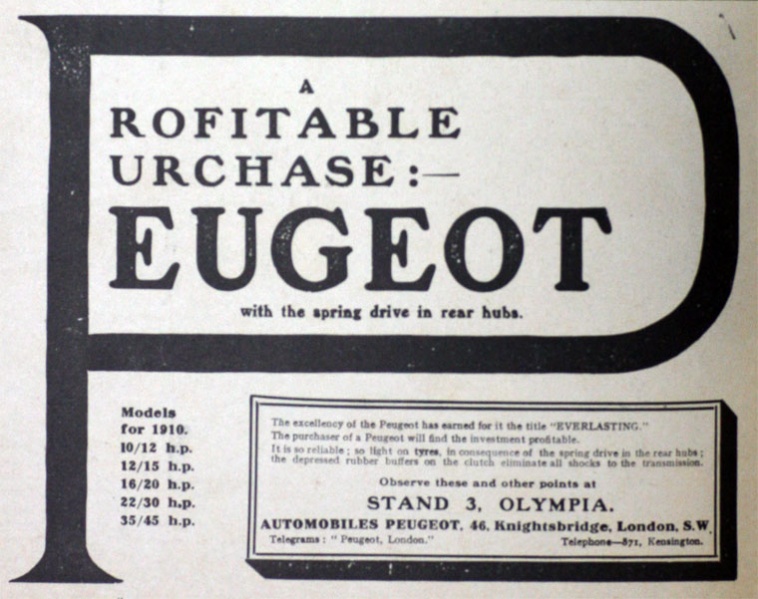 A
PROFITABLE
PURCHASE:—
PEUGEOT
with the spring drive in rear hubs.
Models
for 1910.
10/12 h.p.
12/15 h.p.
16/20 h.p.
22/30 h.p.
35/45 h.p.
The excellency of the Peugeot has earned for it the title "EVERLASTING."
The purchaser of a Peugeot will find the investment profitable.
It is so reliable; so light on tyres, in consequence of the spring drive in the rear hubs;
the depressed rubber buffers on the clutch eliminate all shocks to the transmission.
Observe these and other points at
STAND 3, OLYMPIA.
AUTOMOBILES PEUGEOT, 46, Knightsbridge, London, S.W.
Telegrams: "Peugeot, London."
Telephone—871, Kensington.